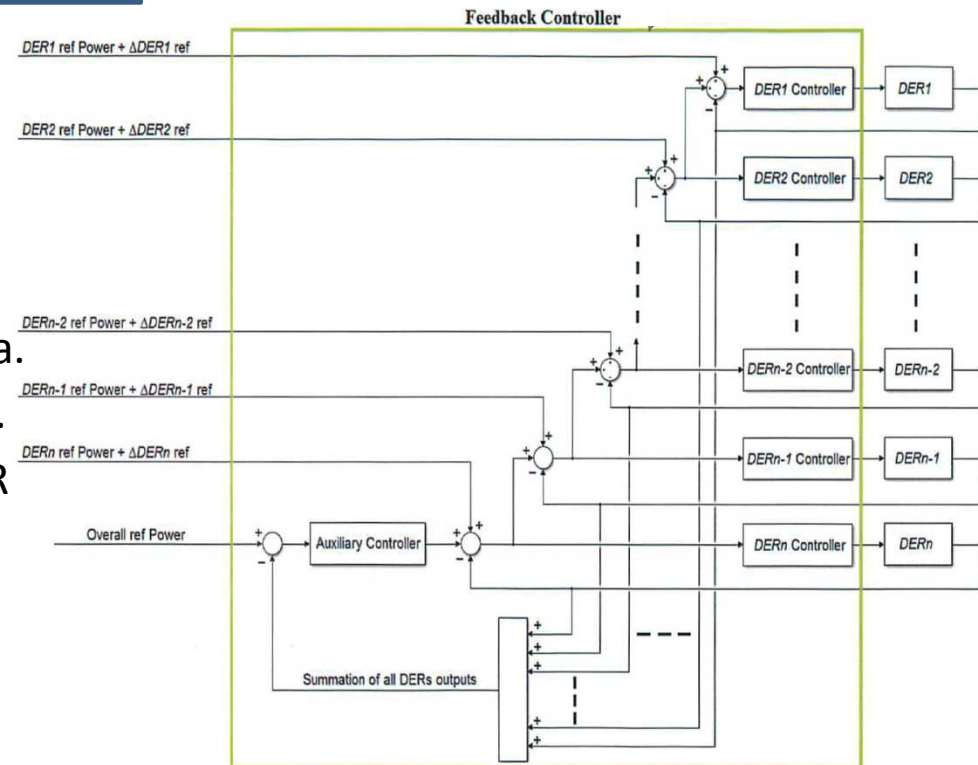 Feedback Controller
DER1 ref Power + ΔDER1 ref
+
+
−
DER1 Controller
DER1
DER2 ref Power + ΔDER2 ref
+
+
−
DER2 Controller
DER2
DERn-2 ref Power + ΔDERn-2 ref
a.
+
+
−
DERn-2 Controller
DERn-2
DERn-1 ref Power + ΔDERn-1 ref
.
+
+
−
DERn-1 Controller
DERn-1
DERn ref Power + ΔDERn ref
R
Overall ref Power
+
−
Auxiliary Controller
+
+
−
DERn Controller
DERn
+
+
+
Summation of all DERs outputs
+
+